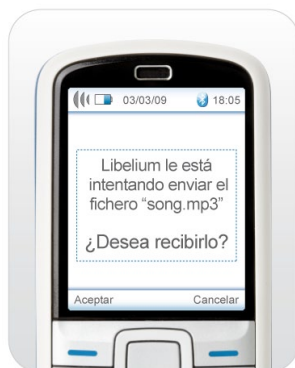 03/03/09 18:05
Libelium le está
intentando enviar el
fichero “song.mp3”
¿Desea recibirlo?
Aceptar Cancelar